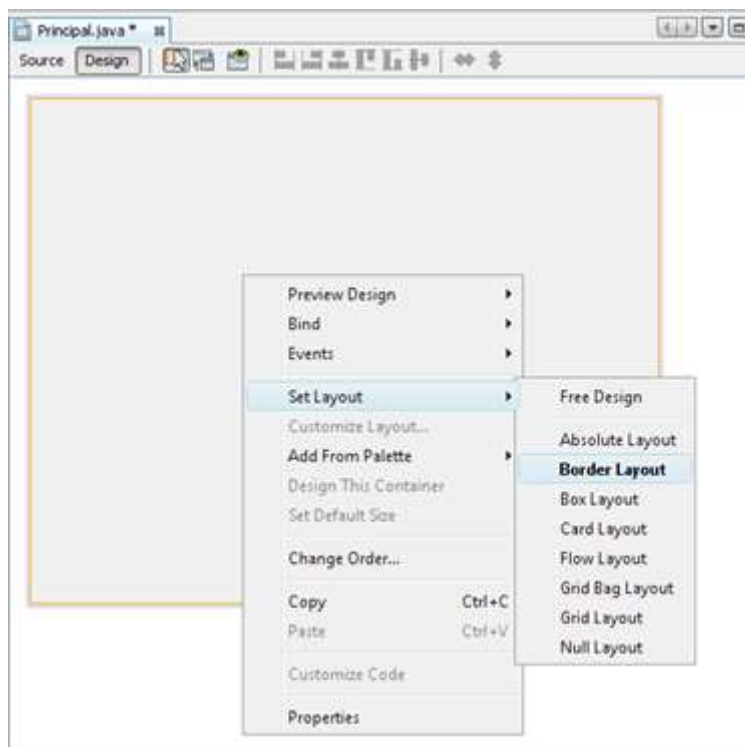 Principal.java *
Source Design
Preview Design
Bind
Events
Set Layout
Customize Layout...
Add From Palette
Design This Container
Set Default Size
Change Order...
Copy Ctrl+C
Paste Ctrl+V
Customize Code
Properties
Free Design
Absolute Layout
Border Layout
Box Layout
Card Layout
Flow Layout
Grid Bag Layout
Grid Layout
Null Layout